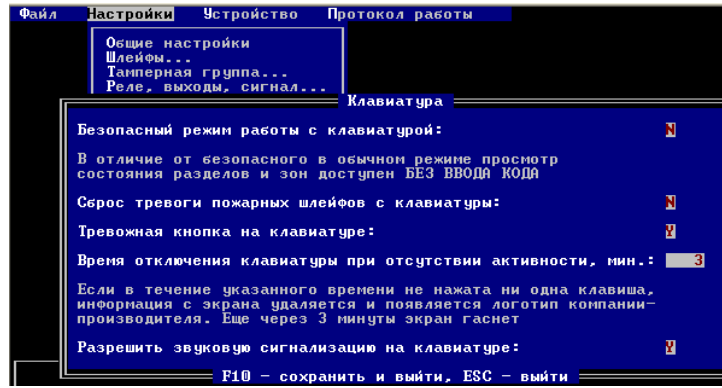 Файл Настройки Устройство Протокол работы
Общие настройки
Шлейфы...
Тамперная группа...
Реле, выходы, сигнал...
Клавиатура
Безопасный режим работы с клавиатурой: N
В отличие от безопасного в обычном режиме просмотр
состояния разделов и зон доступен БЕЗ ВВОДА КОДА
Сброс тревоги пожарных шлейфов с клавиатуры: N
Тревожная кнопка на клавиатуре: Y
Время отключения клавиатуры при отсутствии активности, мин.: 3
Если в течение указанного времени не нажата ни одна клавиша,
информация с экрана удаляется и появляется логотип компании-
производителя. Еще через 3 минуты экран гаснет
Разрешить звуковую сигнализацию на клавиатуре: Y
F10 - сохранить и выйти, ESC - выйти